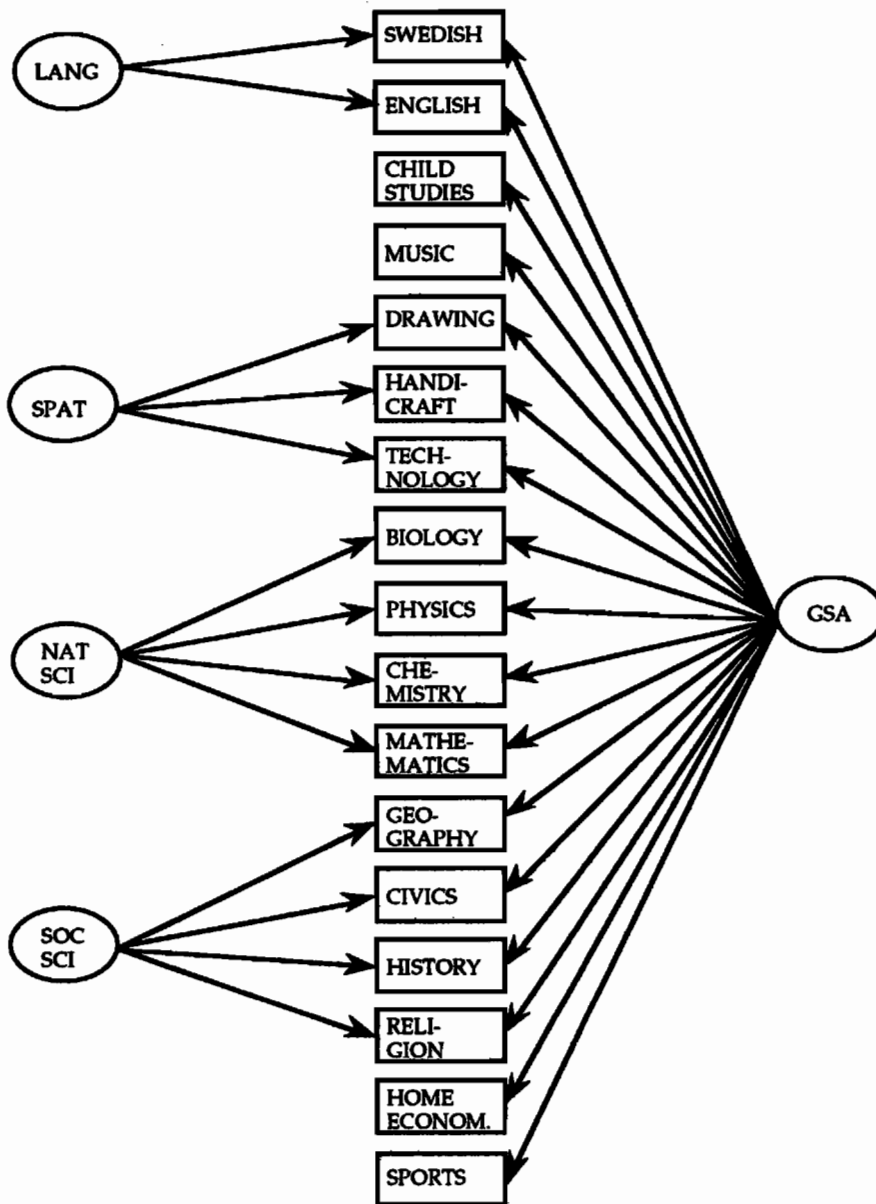 SWEDISH
LANG
ENGLISH
CHILD
STUDIES
MUSIC
DRAWING
HANDI-
CRAFT
SPAT
TECH-
NOLOGY
BIOLOGY
PHYSICS
GSA
NAT
SCI
CHE-
MISTRY
MATHE-
MATICS
GEO-
GRAPHY
CIVICS
SOC
SCI
HISTORY
RELI-
GION
HOME
ECONOM.
SPORTS